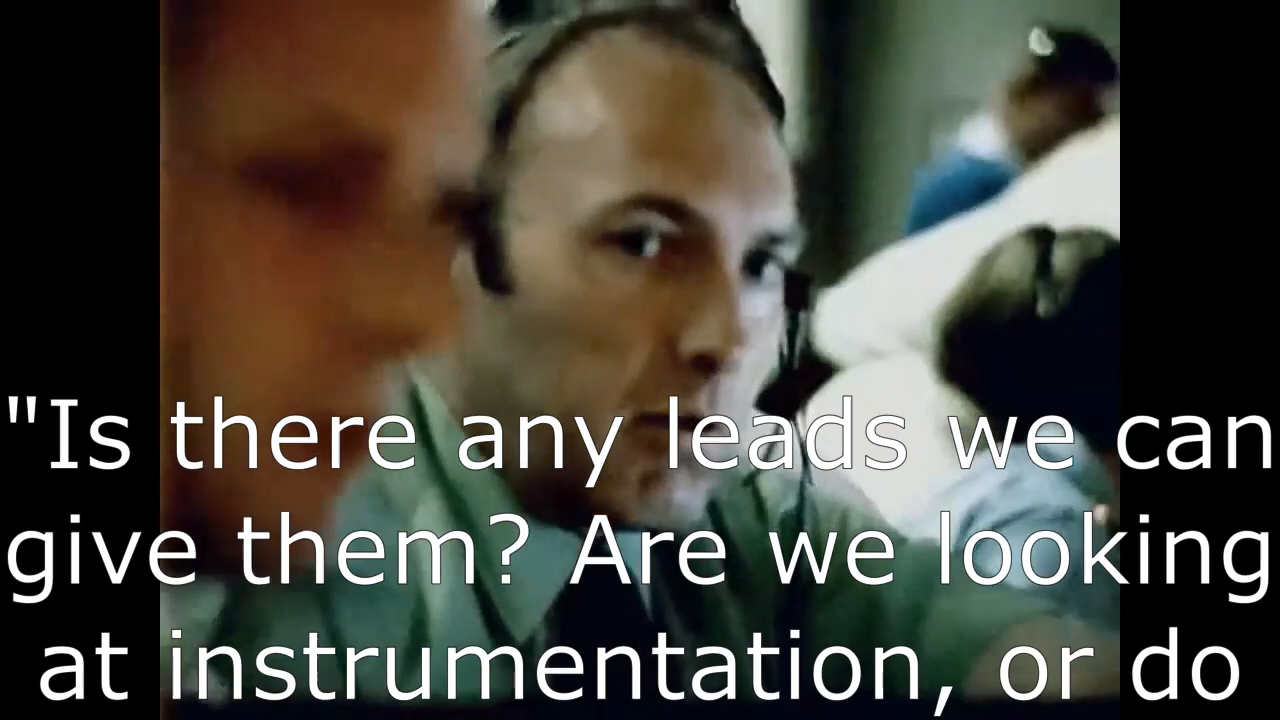 "Is there any leads we can
give them? Are we looking
at instrumentation, or do